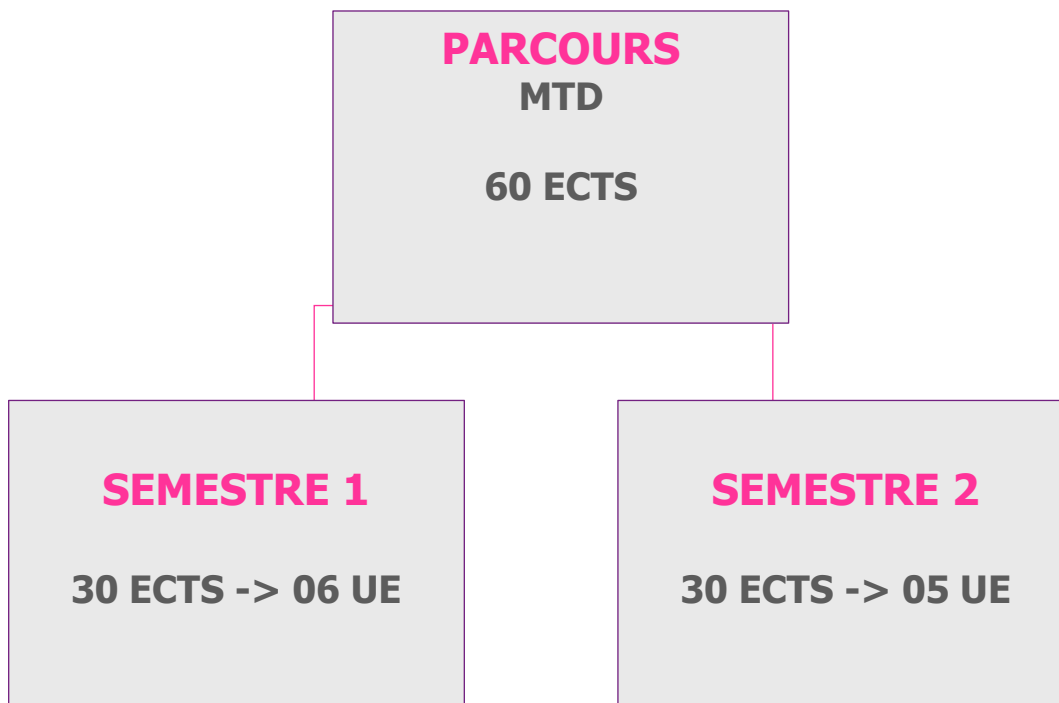 PARCOURS
MTD
60 ECTS
SEMESTRE 1
30 ECTS -> 06 UE
SEMESTRE 2
30 ECTS -> 05 UE